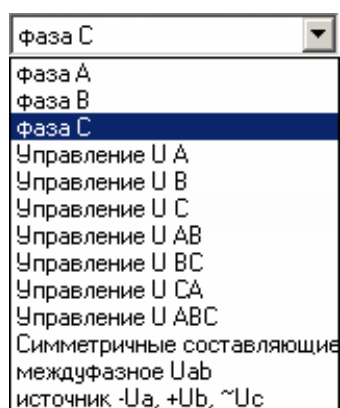 фаза C
фаза A
фаза B
фаза C
Управление U A
Управление U B
Управление U C
Управление U AB
Управление U BC
Управление U CA
Управление U ABC
Симметричные составляющие
междуфазное Uab
источник -Ua, +Ub, ~Uc